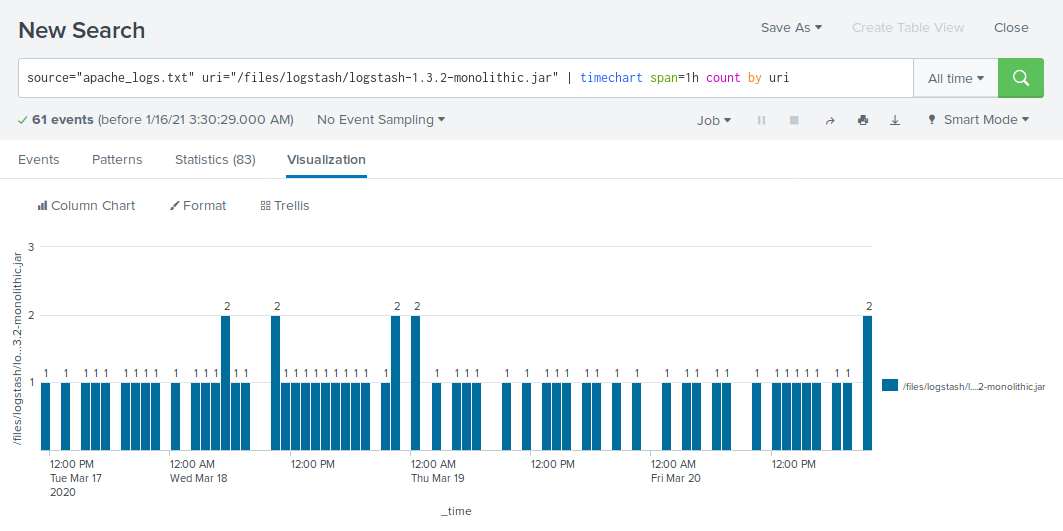 New Search
Save As
Create Table View
Close
source="apache_logs.txt" uri="/files/logstash/logstash-1.3.2-monolithic.jar" | timechart span=1h count by uri
All time
61 events (before 1/16/21 3:30:29.000 AM)
No Event Sampling
Job
Smart Mode
Events
Patterns
Statistics (83)
Visualization
Column Chart
Format
Trellis
/files/logstash/lo...3.2-monolithic.jar
3
2
1
2 2 2 2 2
1 1 1 1 1 1 1 1 1 1 1 1 1 1 1 1 1 1 1 1 1 1 1 1 1 1 1 1 1 1 1 1 1 1 1 1 1 1 1 1 1 1 1 1 1 1 1 1 1 1 1
/files/logstash/l....2-monolithic.jar
12:00 PM
Tue Mar 17
2020
12:00 AM
Wed Mar 18
12:00 PM
12:00 AM
Thu Mar 19
12:00 PM
12:00 AM
Fri Mar 20
12:00 PM
_time